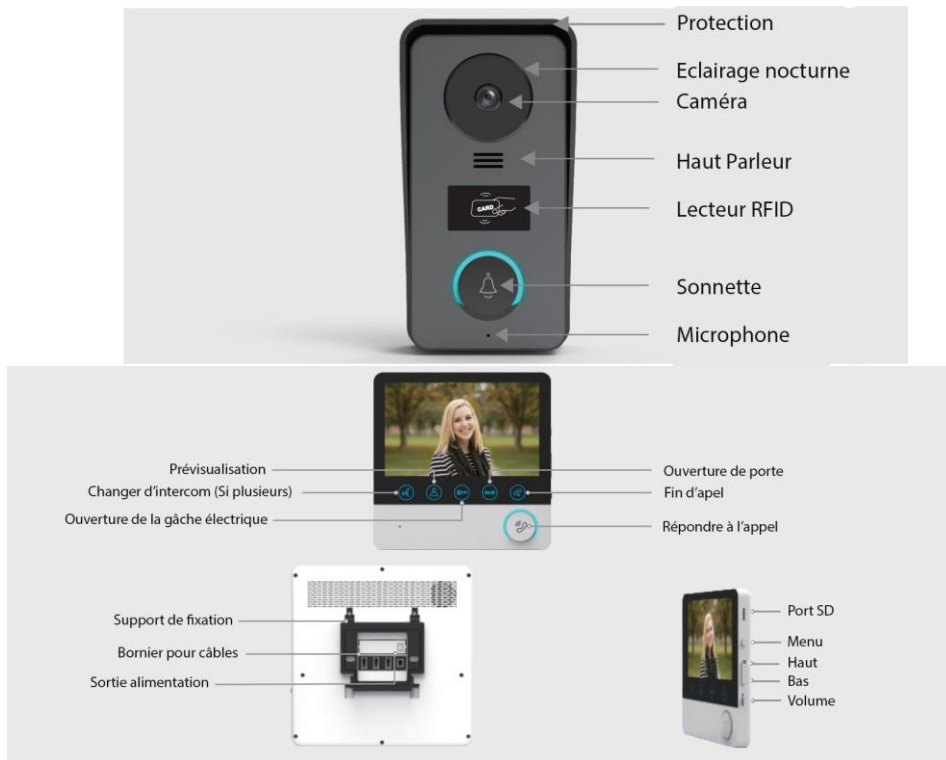 Protection
Eclairage nocturne
Caméra
Haut Parleur
CARD
Lecteur RFID
Sonnette
Microphone
Prévisualisation
Changer d'intercom (Si plusieurs)
Ouverture de la gâche électrique
Ouverture de porte
Fin d'apel
Répondre à l'appel
Support de fixation
Bornier pour câbles
Sortie alimentation
Port SD
Menu
Haut
Bas
Volume